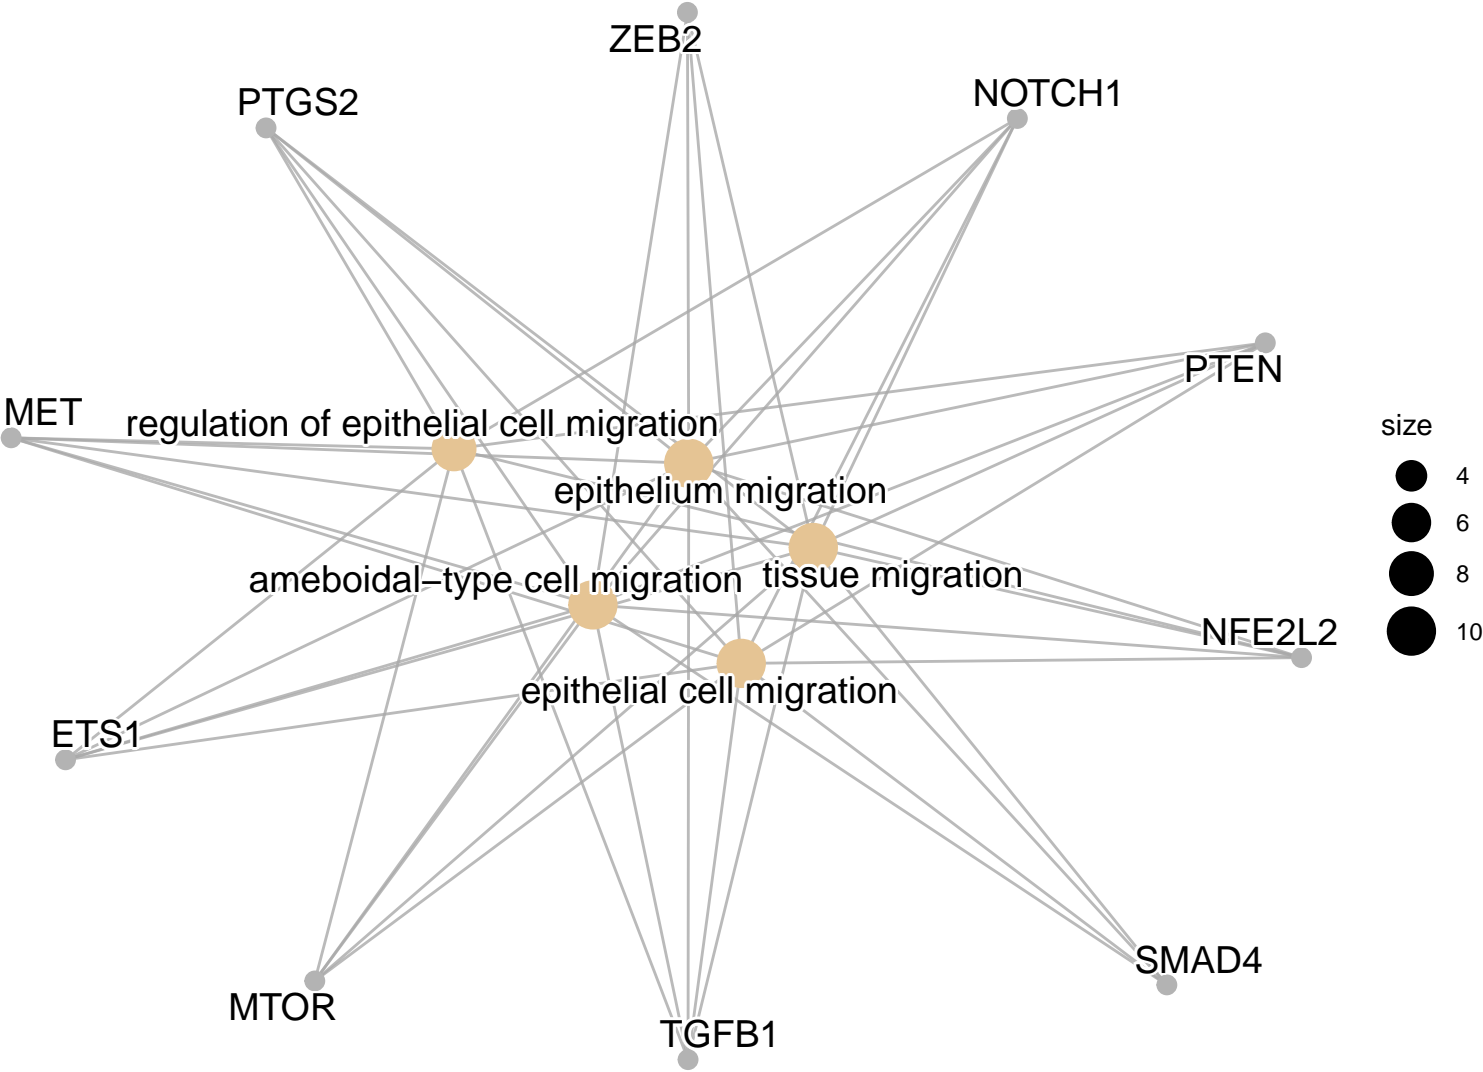 ZEB2
PTGS2
NOTCH1
PTEN
MET
regulation of epithelial cell migration
size
4
epithelium migration
6
ameboidal–type cell migration
tissue migration
8
NFE2L2
10
epithelial cell migration
ETS1
SMAD4
MTOR
TGFB1